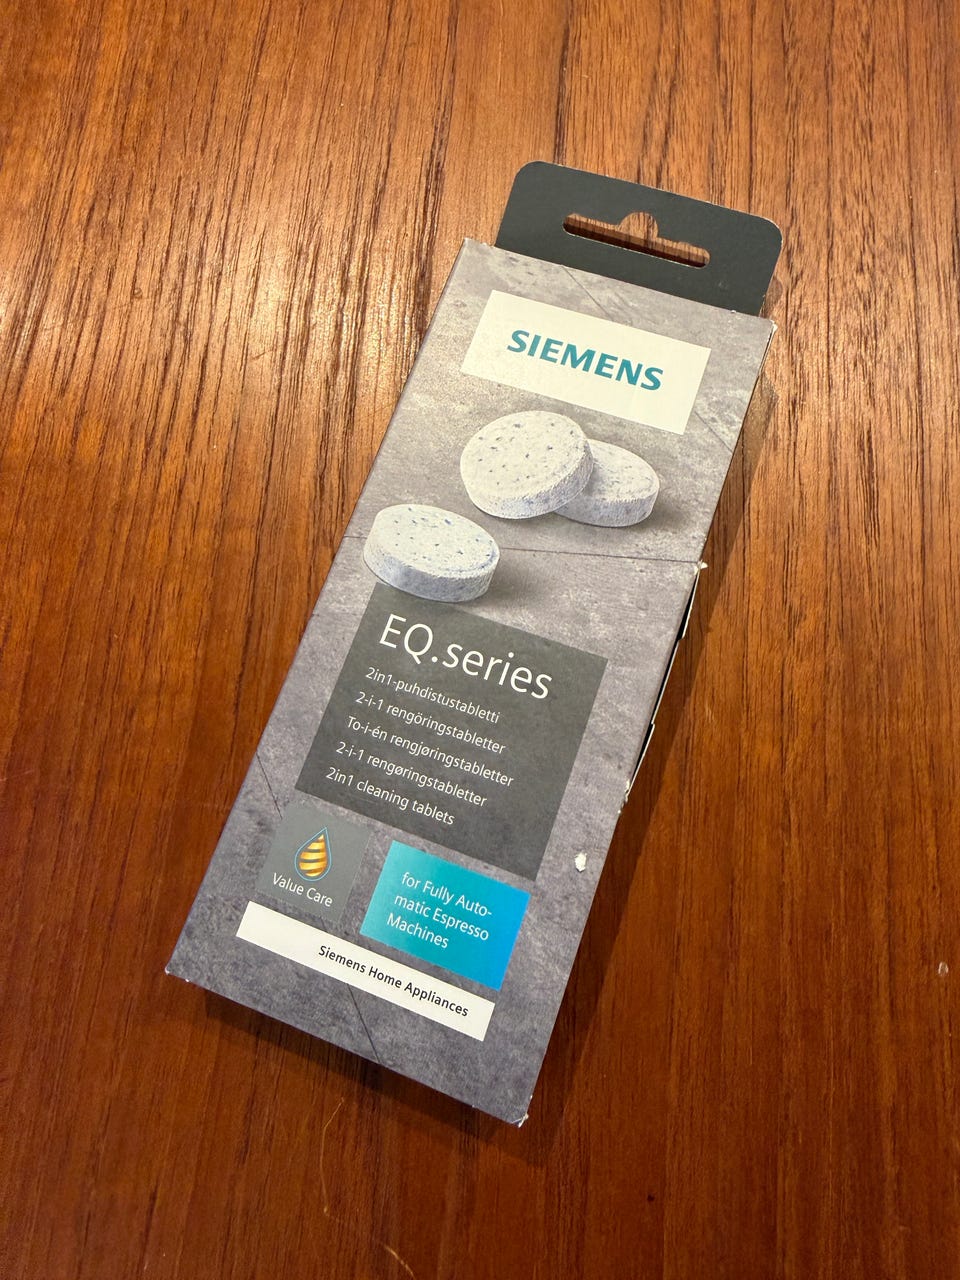 SIEMENS
EQ.series
2in1-puhdistustabletti
2-i-1 rengöringstabletter
To-i-én rengjøringstabletter
2-i-1 rengøringstabletter
2in1 cleaning tablets
Value Care
for Fully Auto-
matic Espresso
Machines
Siemens Home Appliances